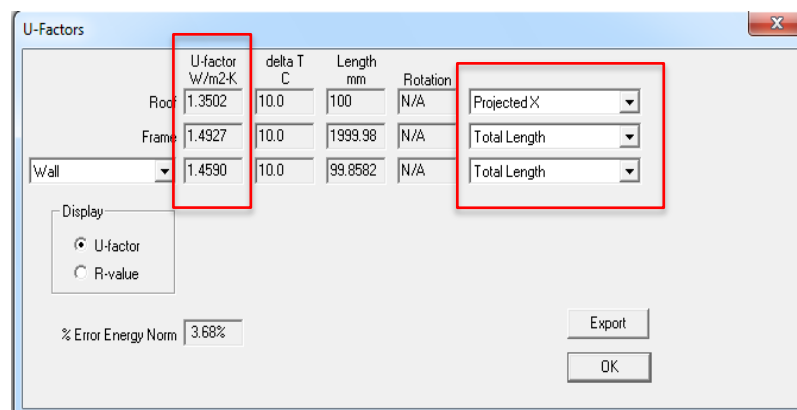 U-Factors
X
U-factor delta T Length
W/m2-K C mm Rotation
Roof 1.3502 10.0 100 N/A Projected X
Frame 1.4927 10.0 1999.98 N/A Total Length
Wall 1.4590 10.0 99.8582 N/A Total Length
Display
U-factor
R-value
% Error Energy Norm 3.68% Export
OK